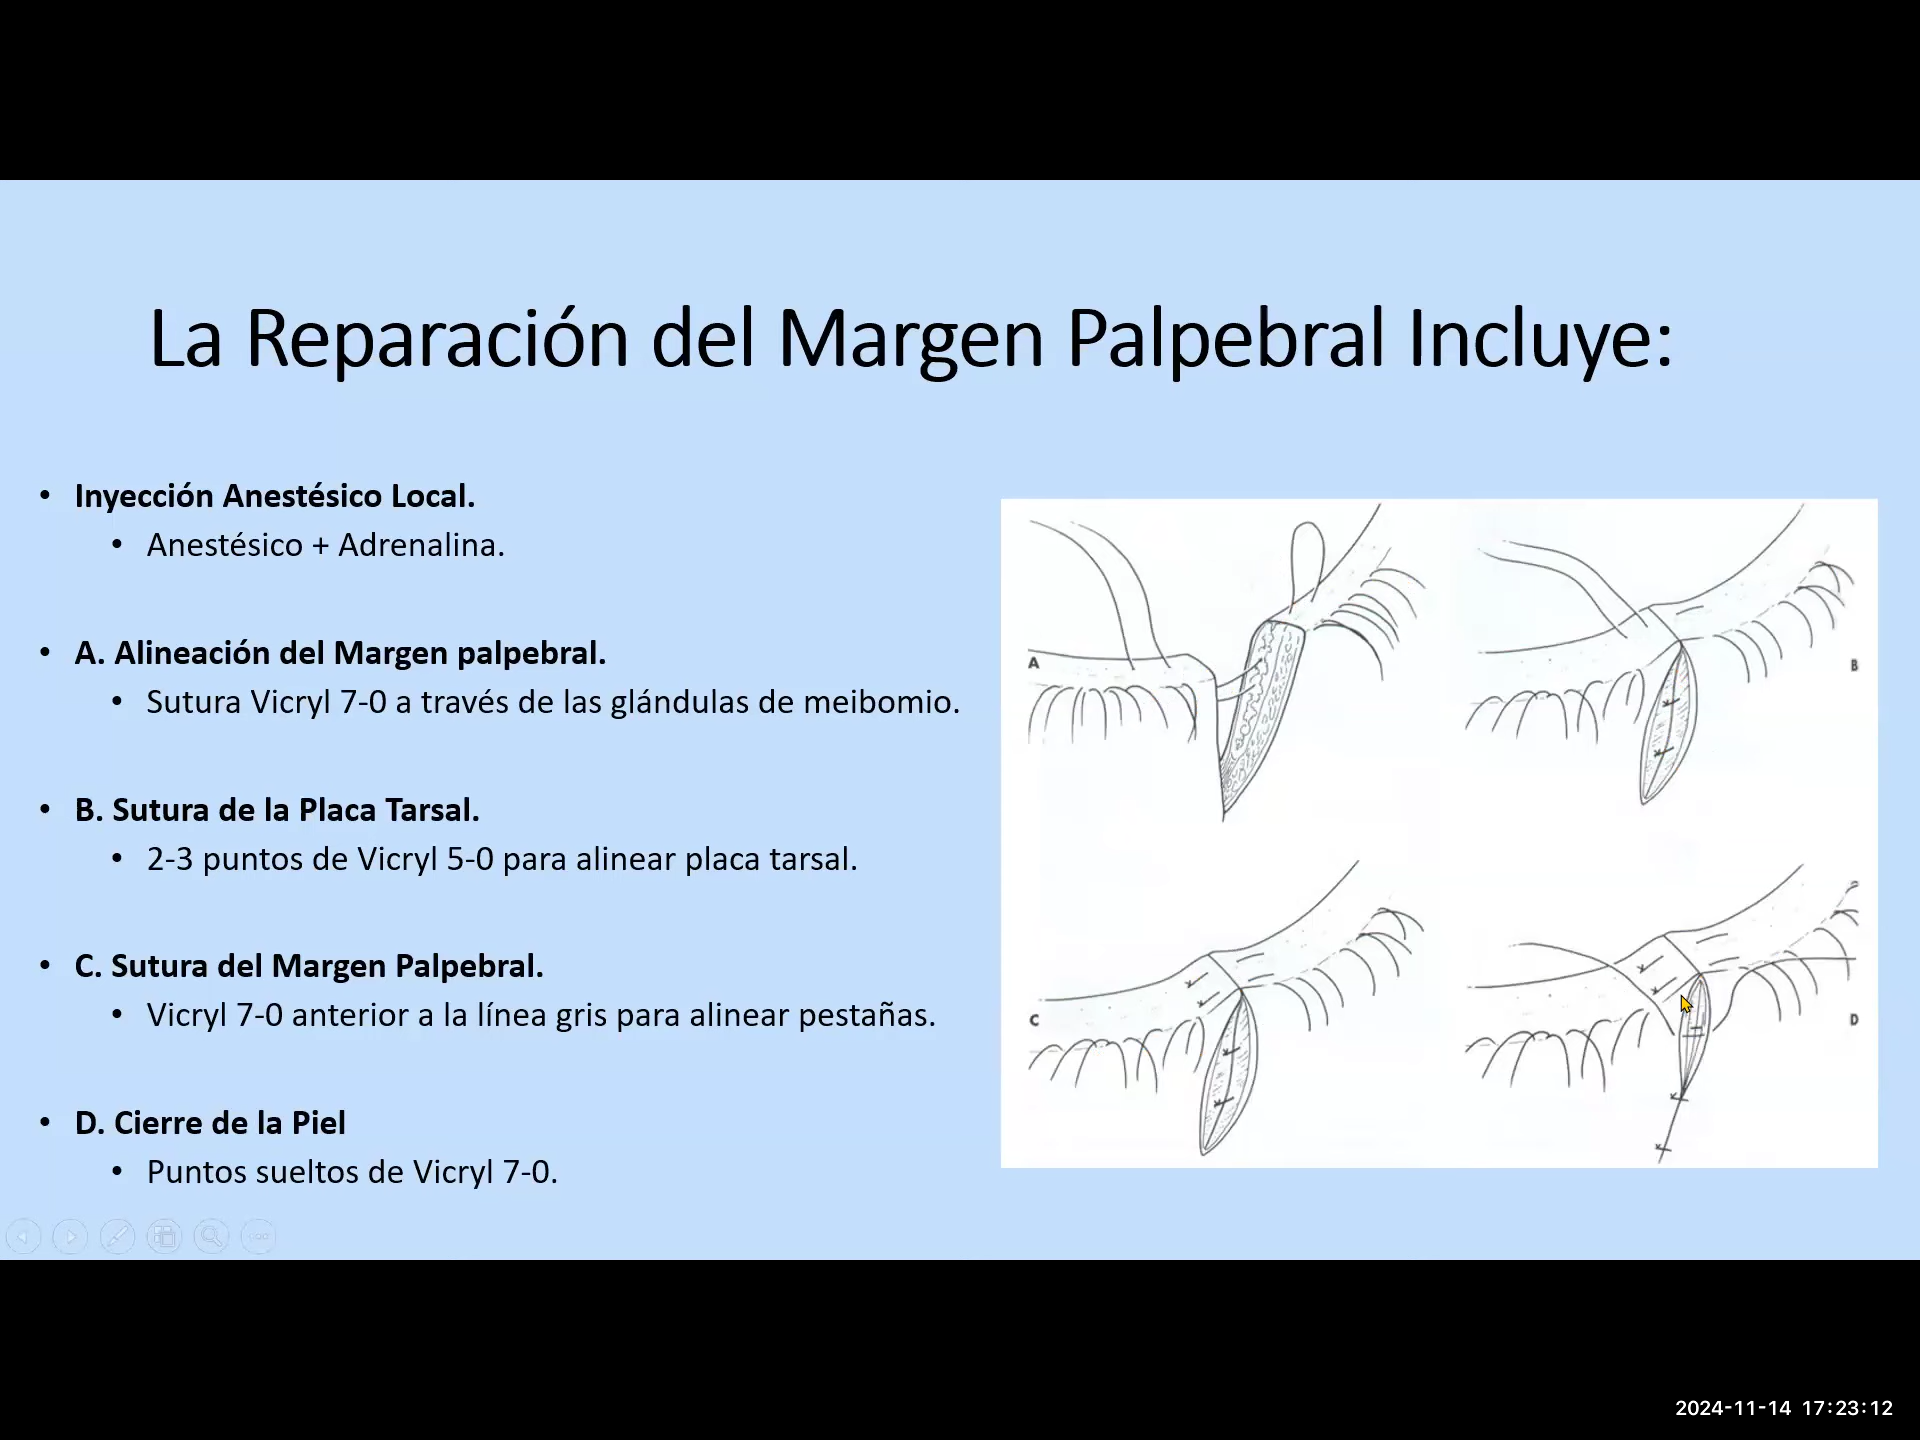 La Reparación del Margen Palpebral Incluye:
• Inyección Anestésico Local.
• Anestésico + Adrenalina.
• A. Alineación del Margen palpebral.
• Sutura Vicryl 7-0 a través de las glándulas de meibomio.
• B. Sutura de la Placa Tarsal.
• 2-3 puntos de Vicryl 5-0 para alinear placa tarsal.
• C. Sutura del Margen Palpebral.
• Vicryl 7-0 anterior a la línea gris para alinear pestañas.
• D. Cierre de la Piel
• Puntos sueltos de Vicryl 7-0.
A
B
C
D
2024-11-14 17:23:12